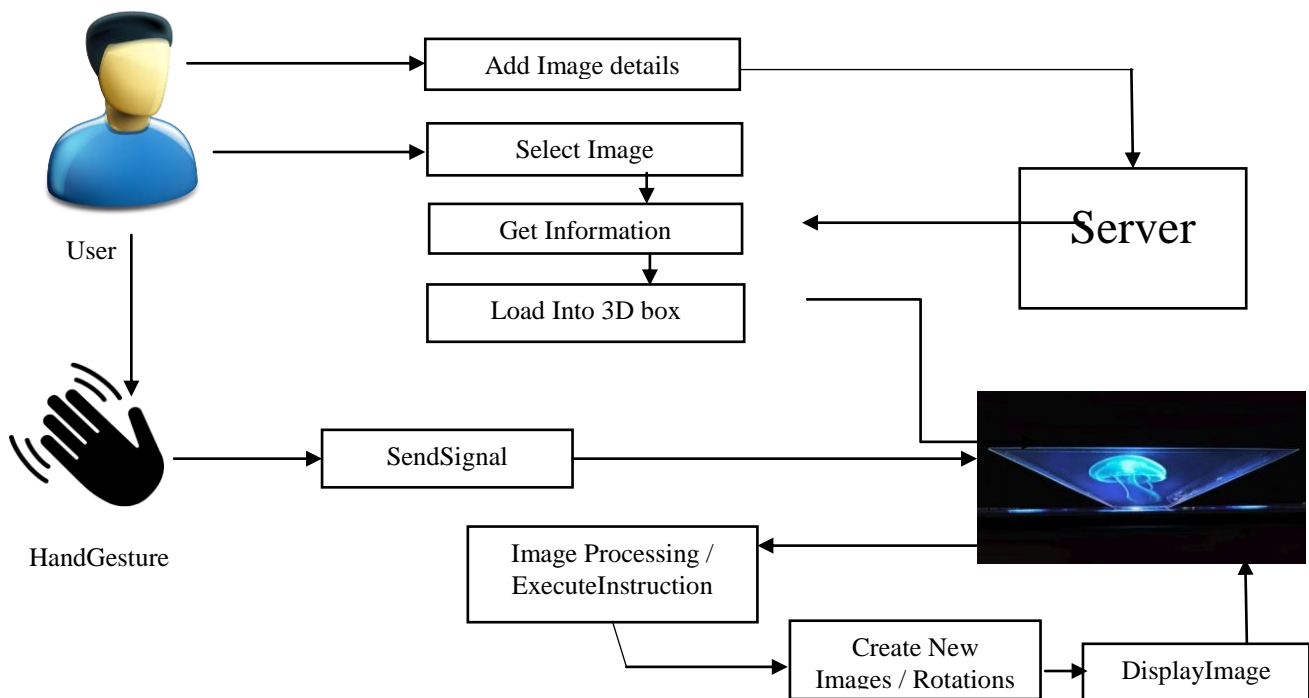 Add Image details
Select Image
Server
Get Information
User
Load Into 3D box
SendSignal
HandGesture
Image Processing /
ExecuteInstruction
Create New
Images / Rotations
DisplayImage